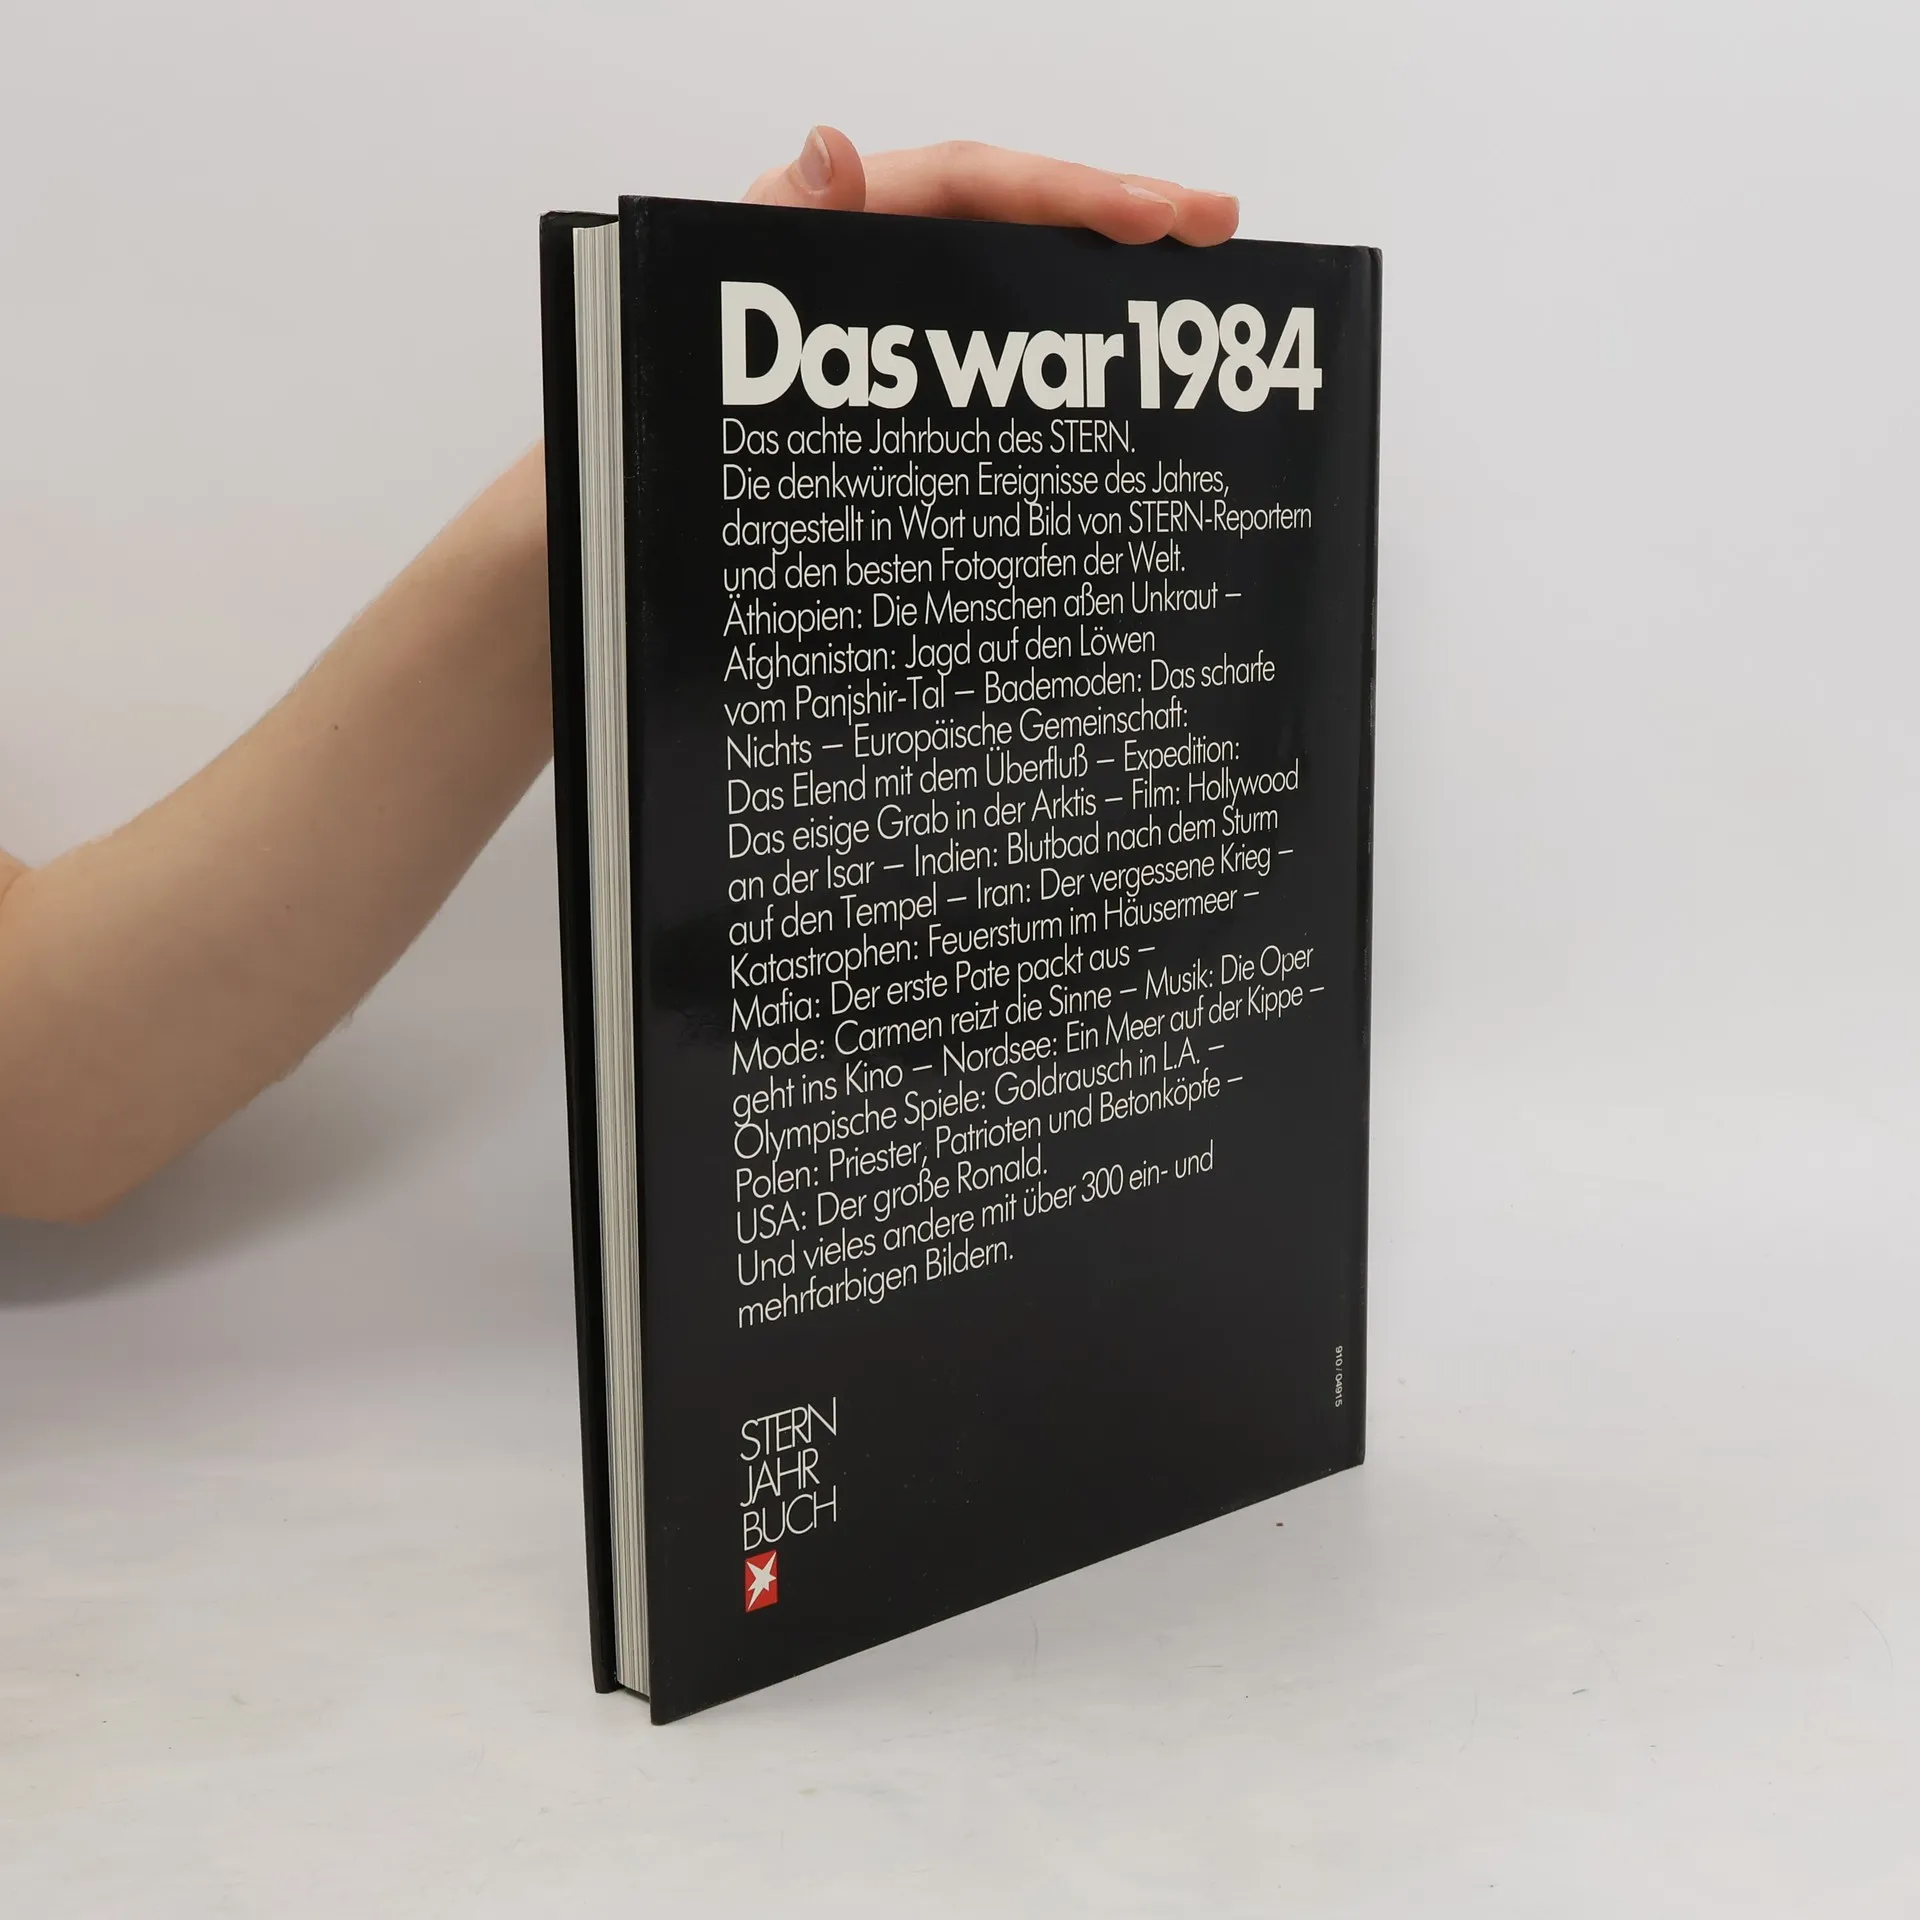 Das war 1984
Das achte Jahrbuch des STERN.
Die denkwürdigen Ereignisse des Jahres,
dargestellt in Wort und Bild von STERN-Reportern
und den besten Fotografen der Welt.
Äthiopien: Die Menschen aßen Unkraut –
Afghanistan: Jagd auf den Löwen
vom Panjshir-Tal – Bademoden: Das scharfe
Nichts – Europäische Gemeinschaft:
Das Elend mit dem Überfluß – Expedition:
Das eisige Grab in der Arktis – Film: Hollywood
an der Isar – Indien: Blutbad nach dem Sturm
auf den Tempel – Iran: Der vergessene Krieg –
Katastrophen: Feuersturm im Häusermeer –
Mafia: Der erste Pate packt aus –
Mode: Carmen reizt die Sinne – Musik: Die Oper
geht ins Kino – Nordsee: Ein Meer auf der Kippe –
Olympische Spiele: Goldrausch in L.A. –
Polen: Priester, Patrioten und Betonköpfe –
USA: Der große Ronald.
Und vieles andere mit über 300 ein- und
mehrfarbigen Bildern.
STERN
JAHR
BUCH
910/04915